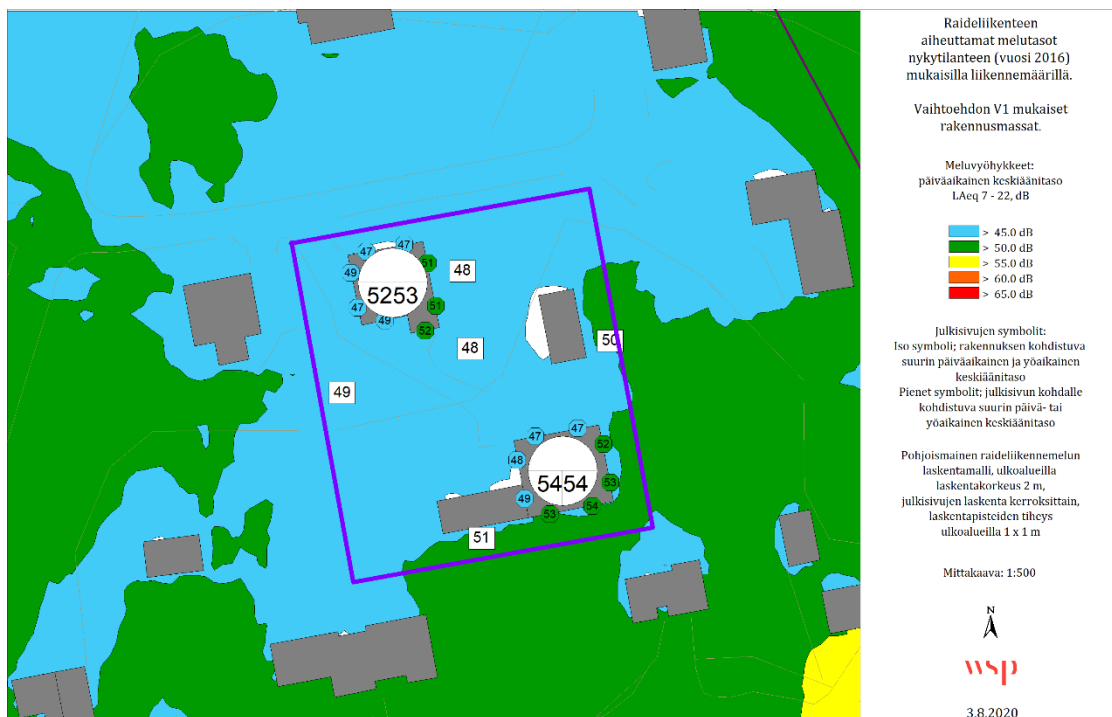 Raideliikenteen
aiheuttamat melutasot
nykytilanteen (vuosi 2016)
mukaisilla liikennemäärillä.
Vaihtoehdon V1 mukaiset
rakennusmassat.
Meluvyöhykkeet:
päiväaikainen keskiäänitaso
LAeq 7 - 22, dB
> 45.0 dB
> 50.0 dB
> 55.0 dB
> 60.0 dB
> 65.0 dB
Julkisivujen symbolit:
Iso symboli; rakennuksen kohdistuva
suurin päiväaikainen ja yöaikainen
keskiäänitaso
Pienet symbolit; julkisivun kohdalle
kohdistuva suurin päivä- tai
yöaikainen keskiäänitaso
Pohjoismainen raideliikennemelun
laskentamalli, ulkoalueilla
laskentakorkeus 2 m,
julkisivujen laskenta kerroksittain,
laskentapisteiden tiheys
ulkoalueilla 1 x 1 m
Mittakaava: 1:500
N
wsp
3.8.2020
47
47
51
49
48
5253
47
51
49
52
48
50
49
47
47
52
48
5454
53
49
54
53
51